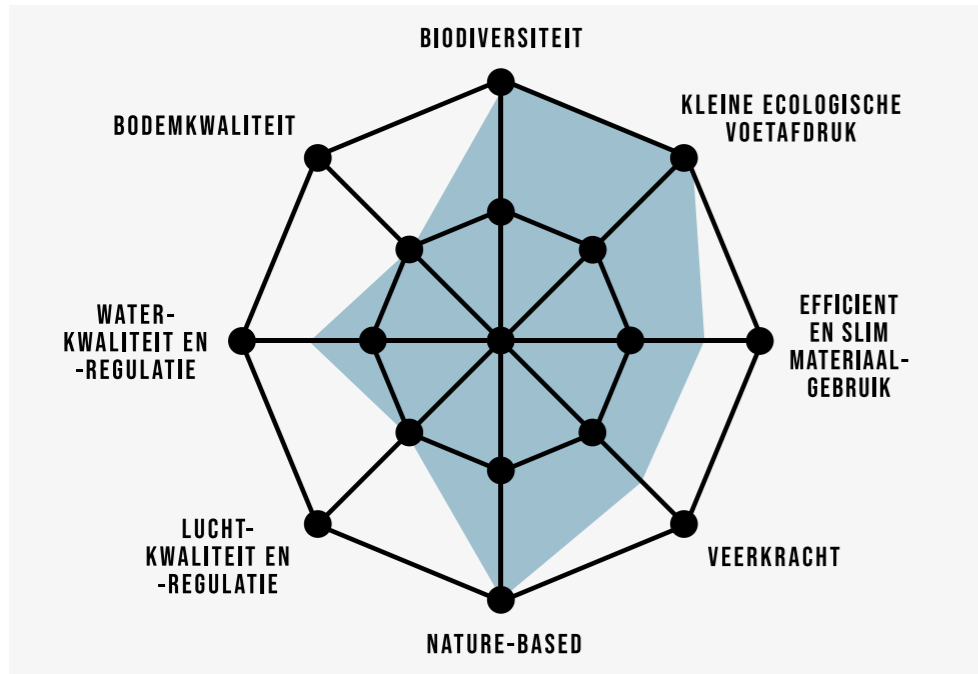 BIODIVERSITEIT
KLEINE ECOLOGISCHE
VOETAFDRUK
BODEMKWALITEIT
EFFICIENT
EN SLIM
MATERIAAL-
GEBRUIK
WATER-
KWALITEIT EN
-REGULATIE
VEERKRACHT
LUCHT-
KWALITEIT EN
-REGULATIE
NATURE-BASED